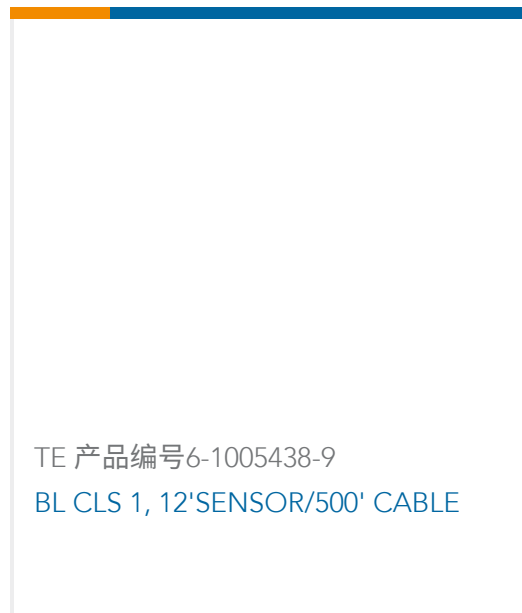 TE 产品编号6-1005438-9
BL CLS 1, 12'SENSOR/500' CABLE